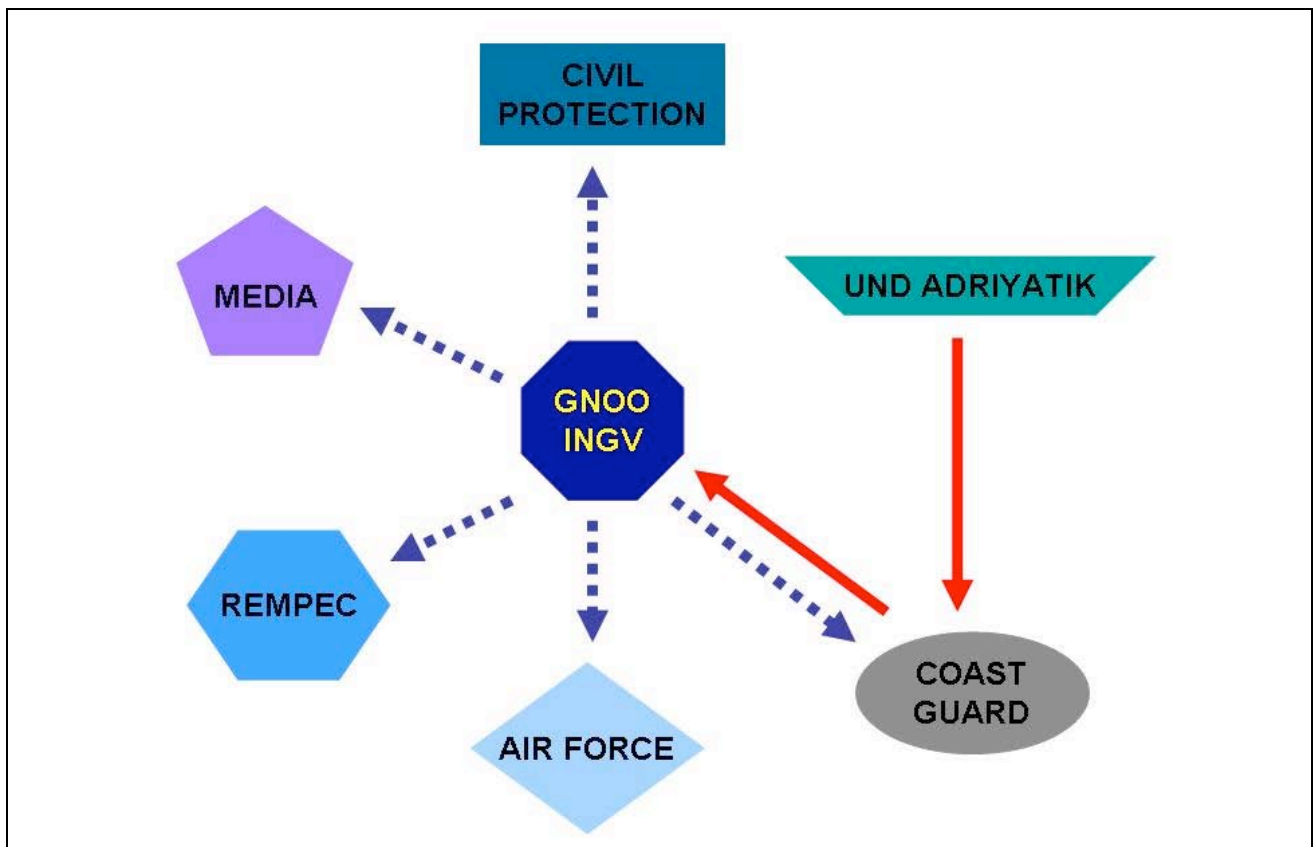 CIVIL
PROTECTION
MEDIA
UND ADRIYATIK
GNOO
INGV
REMPEC
COAST
GUARD
AIR FORCE